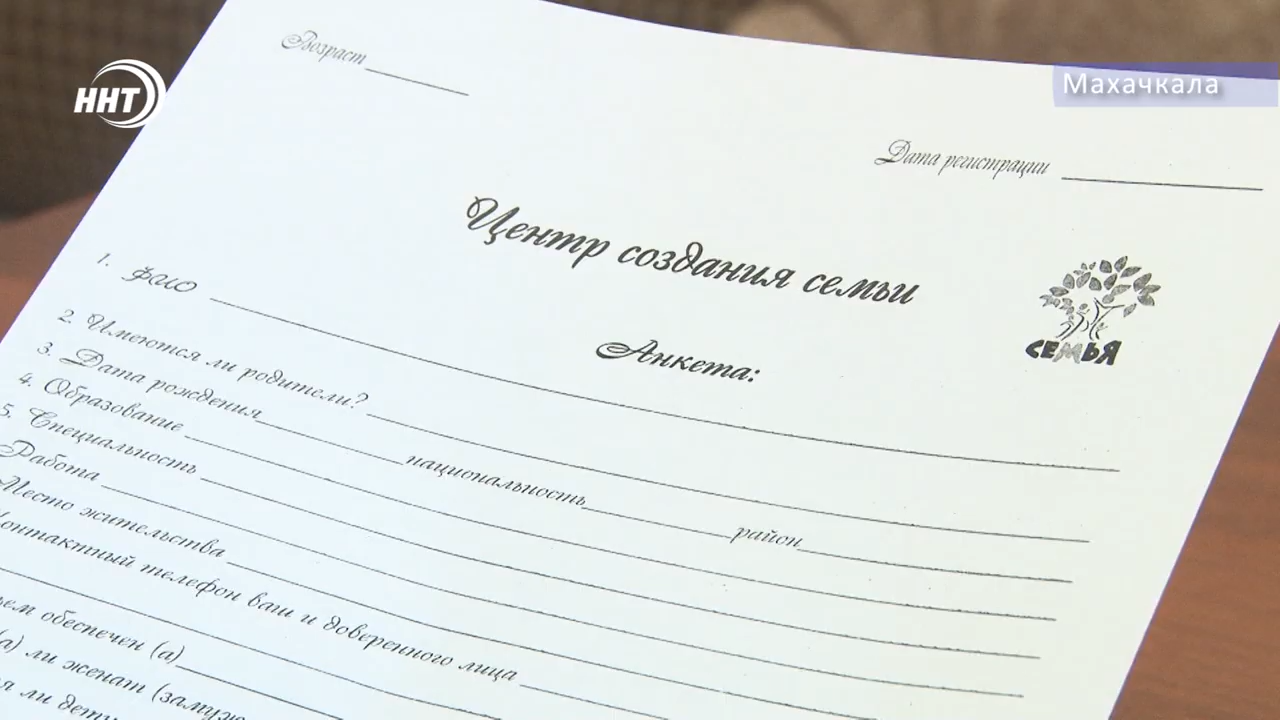 ННТ
Махачкала
Возраст
Дата регистрации
Центр создания семьи
СЕМЬЯ
Анкета:
1. ФИО
2. Имеются ли родители?
3. Дата рождения национальность район
4. Образование
5. Специальность
Работа
Место жительства
Контактный телефон ваш и доверенного лица
обеспечен (а)
(а) ли женат
ли